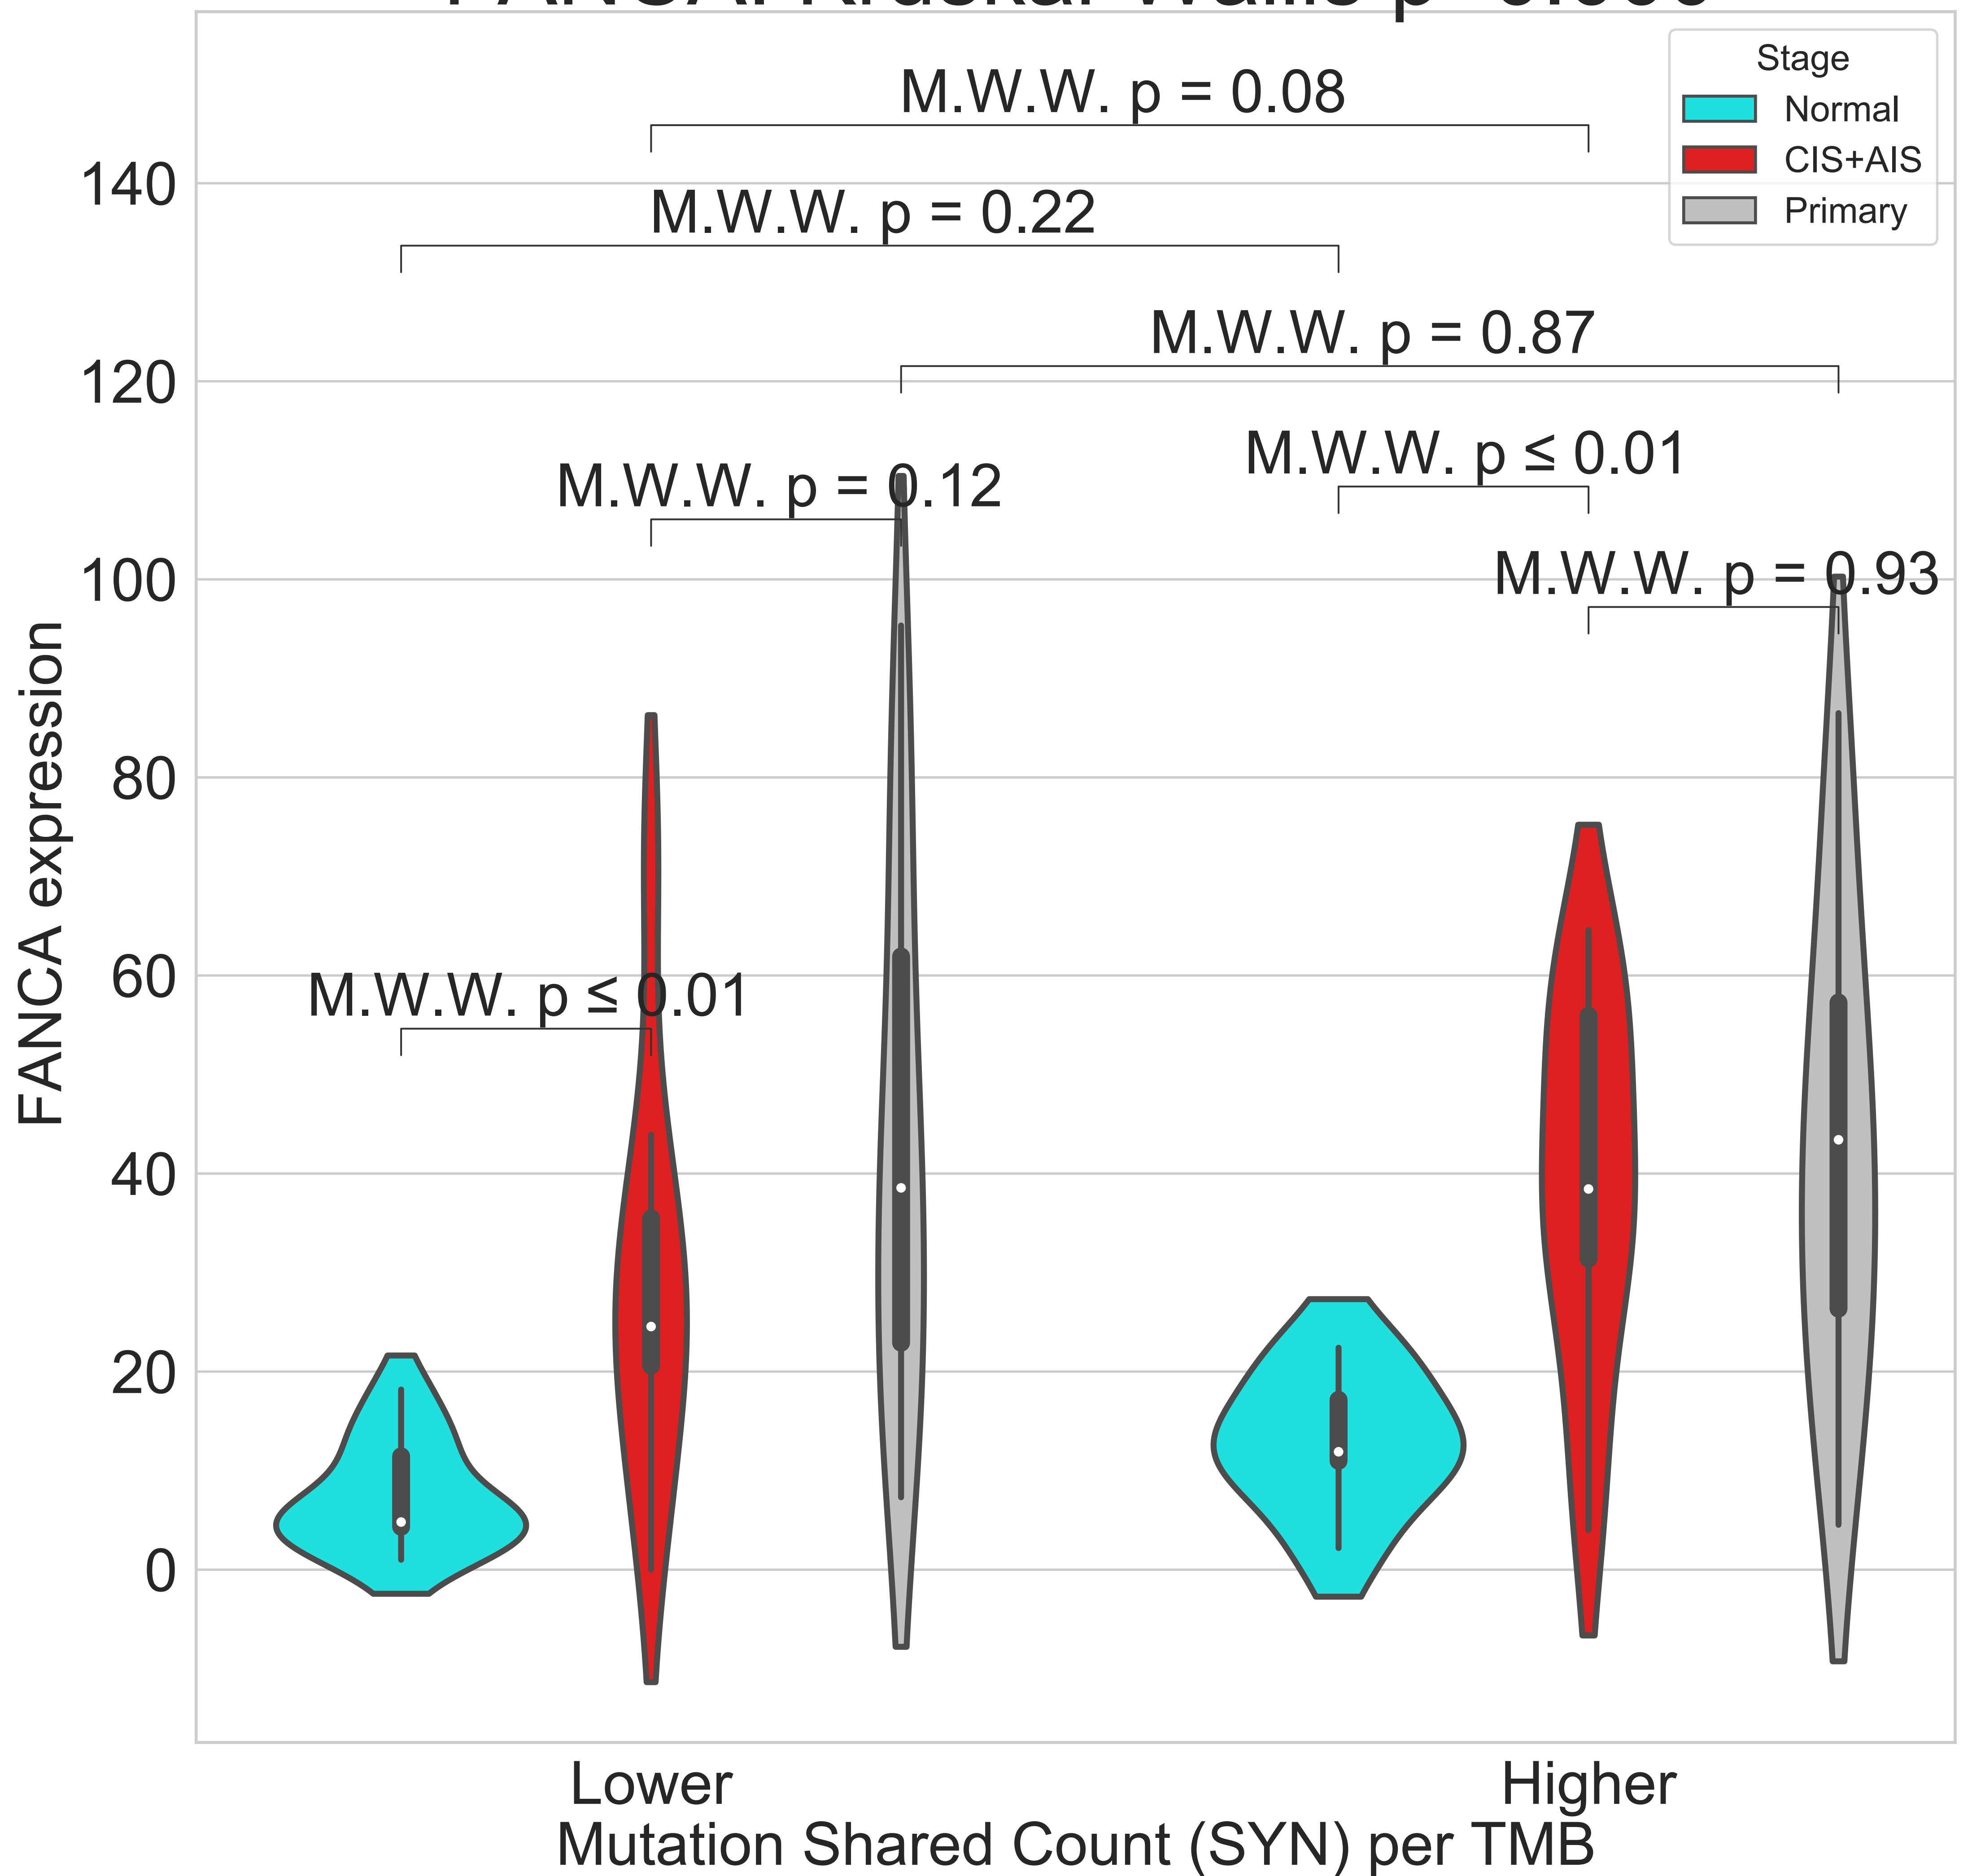 Stage
Normal
CIS+AIS
Primary
M.W.W. p = 0.08
M.W.W. p = 0.22
M.W.W. p = 0.87
M.W.W. p ≤ 0.01
M.W.W. p = 0.12
M.W.W. p = 0.93
M.W.W. p ≤ 0.01
140
120
100
80
60
40
20
0
FANCA expression
Lower
Higher
Mutation Shared Count (SYN) per TMB